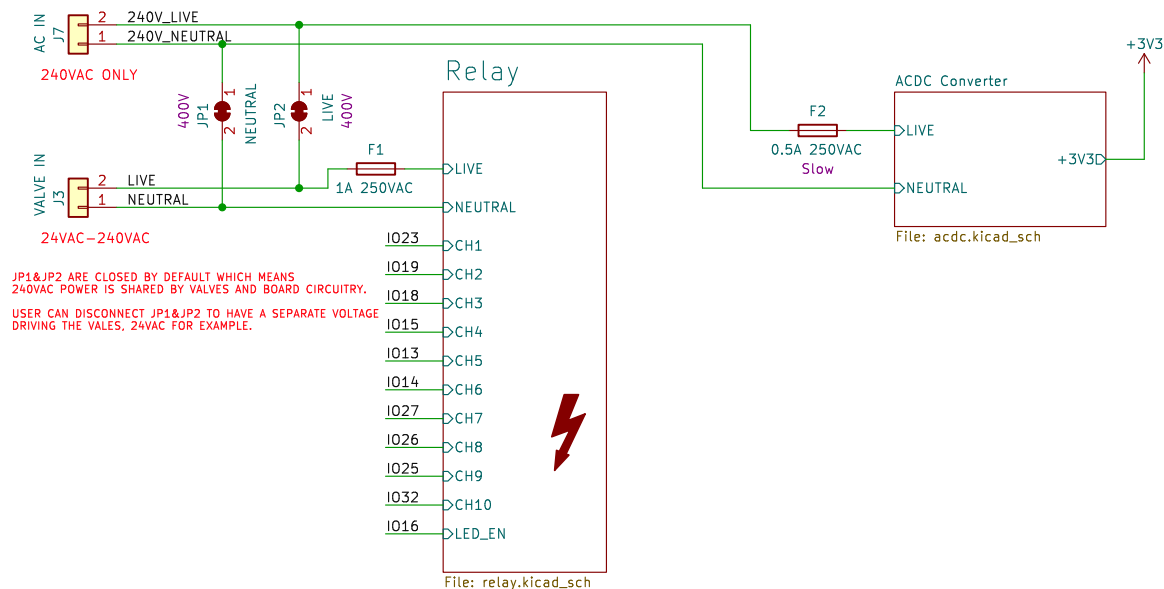 AC IN
J7
2
1
240V_LIVE
240V_NEUTRAL
240VAC ONLY
400V
JP1
1
2
NEUTRAL
JP2
1
2
LIVE
400V
VALVE IN
J3
2
1
LIVE
NEUTRAL
24VAC-240VAC
JP1&JP2 ARE CLOSED BY DEFAULT WHICH MEANS
240VAC POWER IS SHARED BY VALVES AND BOARD CIRCUITRY.
USER CAN DISCONNECT JP1&JP2 TO HAVE A SEPARATE VOLTAGE
DRIVING THE VALES, 24VAC FOR EXAMPLE.
F1
1A 250VAC
Relay
LIVE
NEUTRAL
IO23 CH1
IO19 CH2
IO18 CH3
IO15 CH4
IO13 CH5
IO14 CH6
IO27 CH7
IO26 CH8
IO25 CH9
IO32 CH10
IO16 LED_EN
File: relay.kicad_sch
F2
0.5A 250VAC
Slow
ACDC Converter
LIVE
NEUTRAL
+3V3
File: acdc.kicad_sch
+3V3